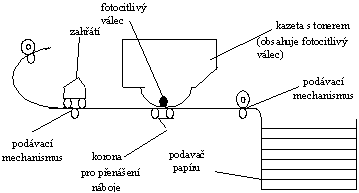 fotocitlivý
válec
zahřátí
kazeta s tonerem
(obsahuje fotocitlivý
válec)
podávací
mechanismus
podávací
mechanismus
korona
pro přenášení
náboje
podavač
papíru